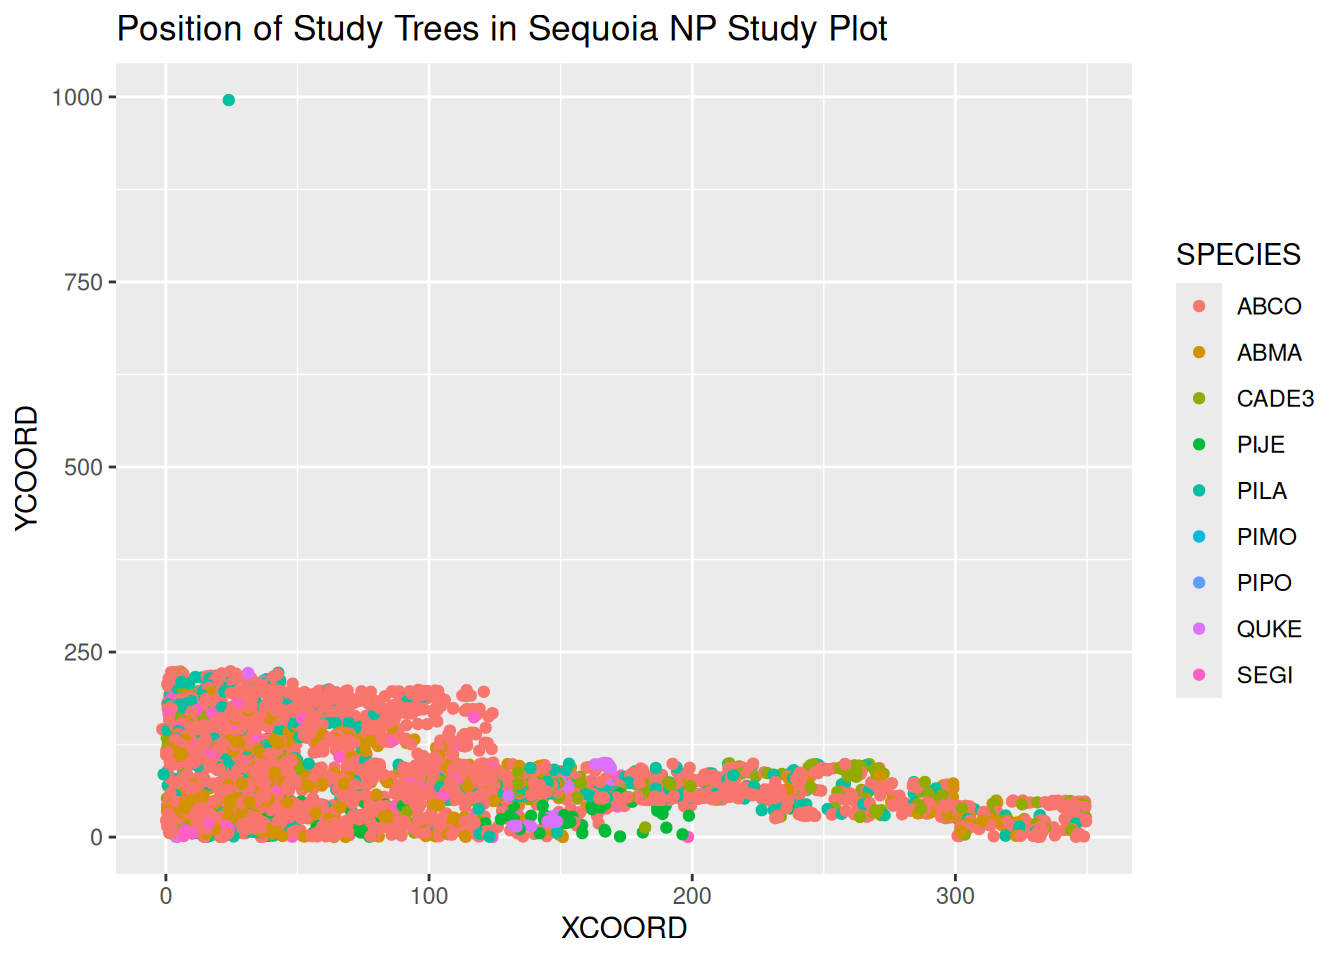 Position of Study Trees in Sequoia NP Study Plot
1000
750
500
250
0
YCOORD
0 100 200 300
XCOORD
SPECIES
ABCO
ABMA
CADE3
PIJE
PILA
PIMO
PIPO
QUKE
SEGI